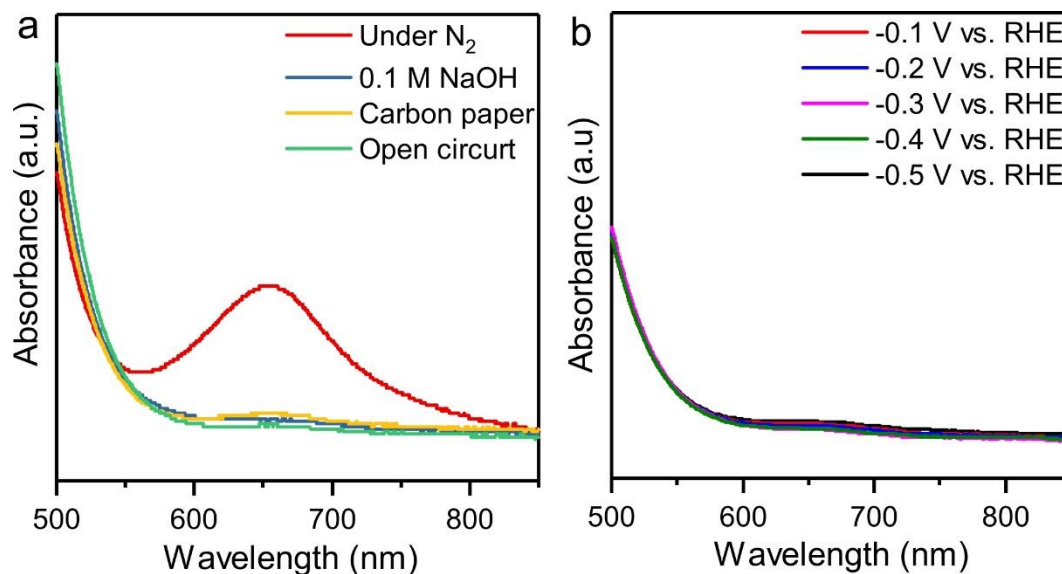 a
Under N₂
0.1 M NaOH
Carbon paper
Open circurt
Absorbance (a.u.)
500
600
700
800
Wavelength (nm)
b
-0.1 V vs. RHE
-0.2 V vs. RHE
-0.3 V vs. RHE
-0.4 V vs. RHE
-0.5 V vs. RHE
Absorbance (a.u)
500
600
700
800
Wavelength (nm)